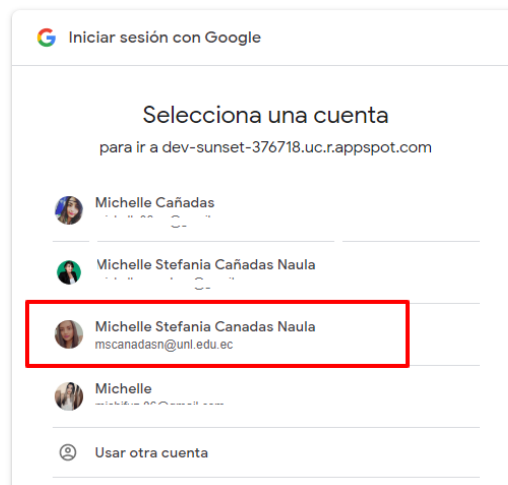 Iniciar sesión con Google
Selecciona una cuenta
para ir a dev-sunset-376718.uc.r.appspot.com
Michelle Cañadas
Michelle Stefania Cañadas Naula
Michelle Stefania Canadas Naula
mscanadasn@unl.edu.ec
Michelle
Usar otra cuenta